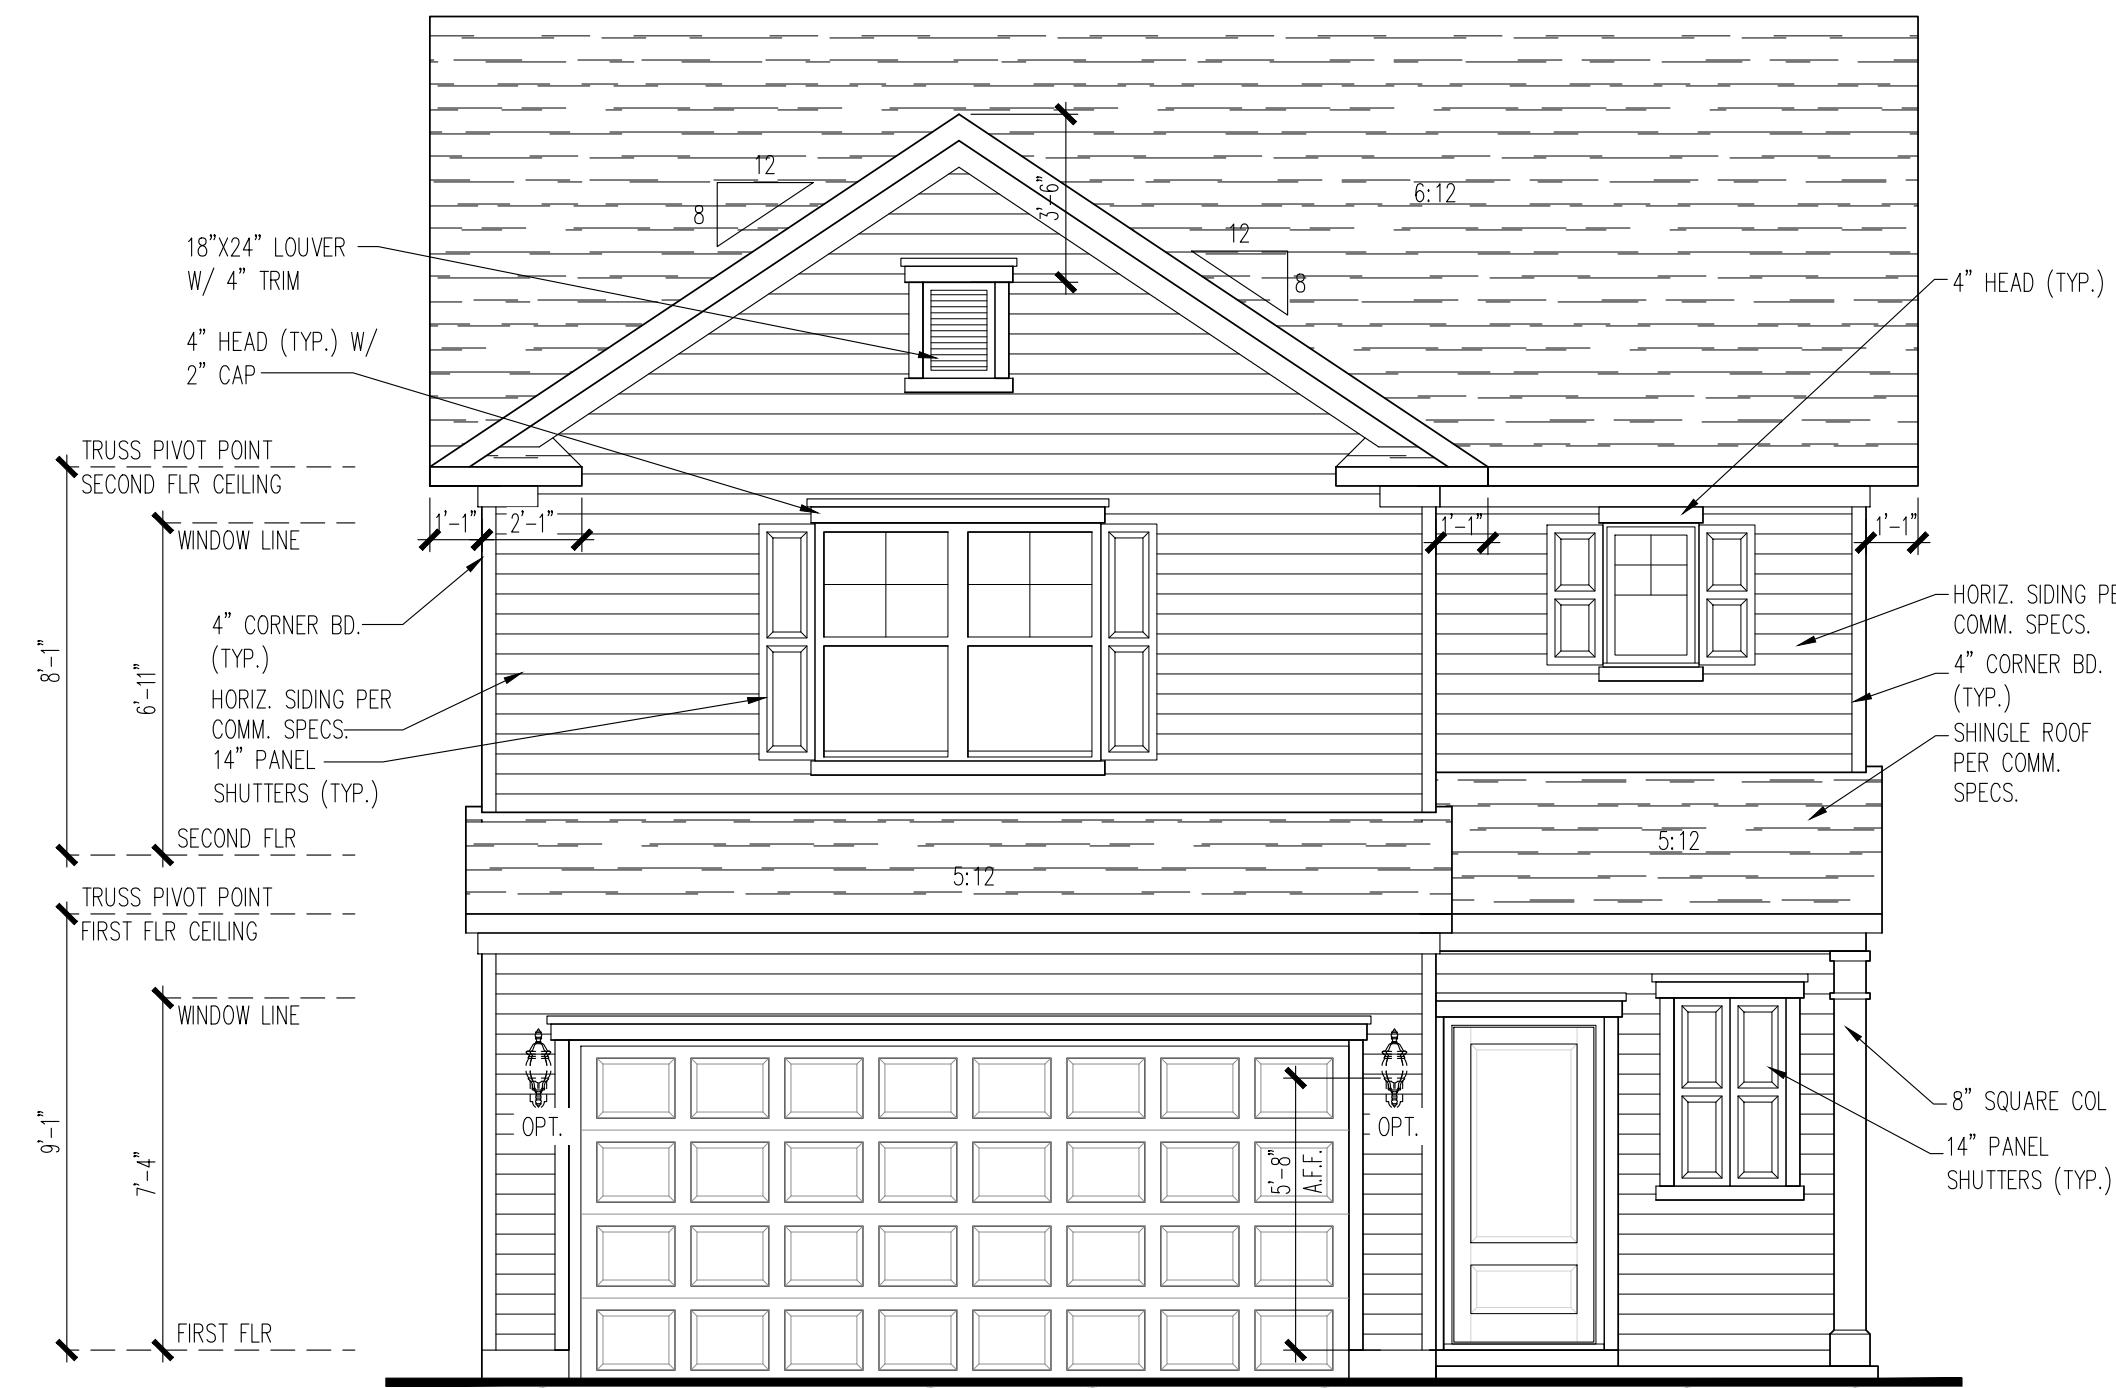 12
8
3'-6"
6:12
12
8
18"X24" LOUVER
W/ 4" TRIM
4" HEAD (TYP.)
4" HEAD (TYP.) W/
2" CAP
TRUSS PIVOT POINT
SECOND FLR CEILING
WINDOW LINE
1'-1"
2'-1"
1'-1"
1'-1"
8'-1"
6'-11"
4" CORNER BD.
(TYP.)
HORIZ. SIDING PER
COMM. SPECS.
14" PANEL
SHUTTERS (TYP.)
HORIZ. SIDING PE
COMM. SPECS.
4" CORNER BD.
(TYP.)
SHINGLE ROOF
PER COMM.
SPECS.
SECOND FLR
5:12
5:12
TRUSS PIVOT POINT
FIRST FLR CEILING
WINDOW LINE
9'-1"
7'-4"
OPT.
OPT.
5'-8"
A.F.F.
8" SQUARE COL
14" PANEL
SHUTTERS (TYP.)
FIRST FLR